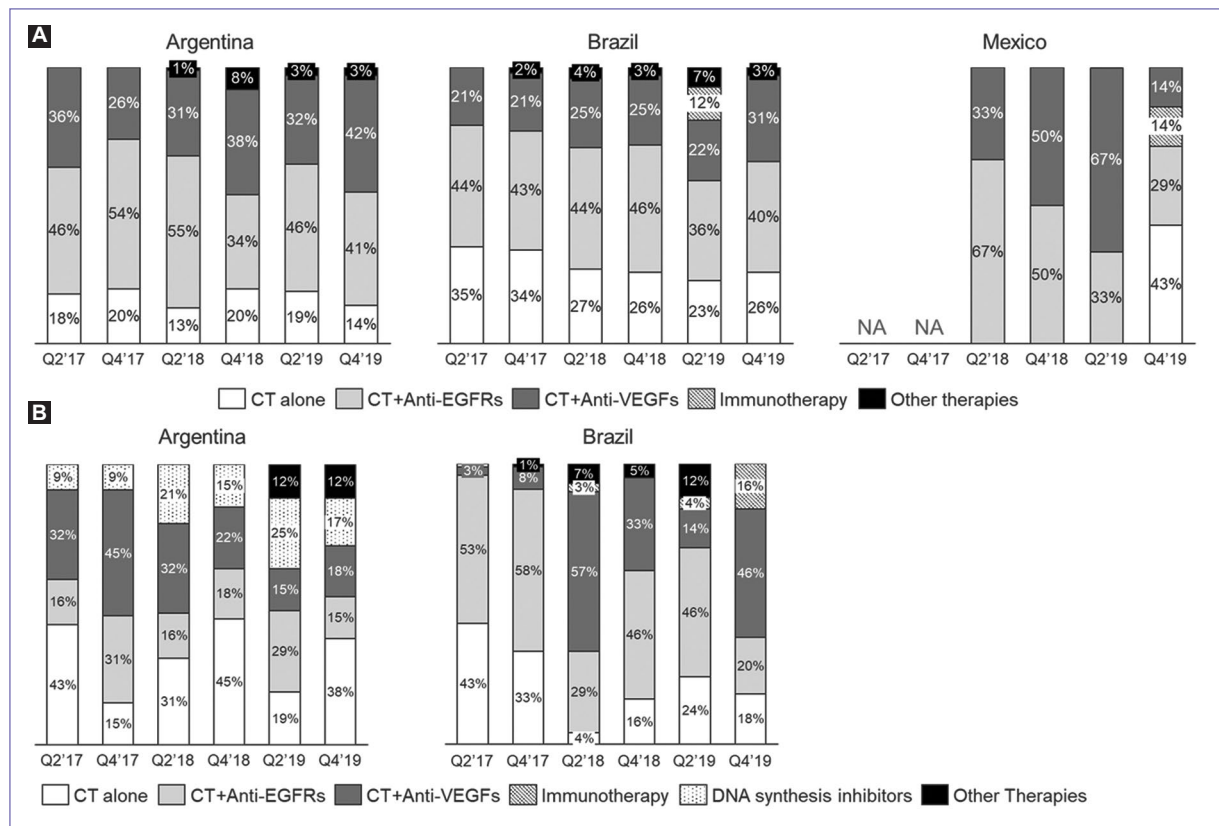 A
Argentina
Brazil
Mexico
1% 8% 3% 3% 2% 4% 3% 7% 3%
36% 26% 31% 38% 32% 42% 21% 21% 25% 25% 12% 31% 33% 50% 67% 14%
22% 14%
46% 54% 55% 34% 46% 41% 44% 43% 44% 46% 36% 40% 67% 50% 33% 29%
18% 20% 13% 20% 19% 14% 35% 34% 27% 26% 23% 26% NA NA 43%
Q2’17 Q4’17 Q2’18 Q4’18 Q2’19 Q4’19 Q2’17 Q4’17 Q2’18 Q4’18 Q2’19 Q4’19 Q2’17 Q4’17 Q2’18 Q4’18 Q2’19 Q4’19
CT alone CT+Anti-EGFRs CT+Anti-VEGFs Immunotherapy Other therapies
B
Argentina
Brazil
9% 9% 21% 15% 12% 12% 3% 1% 7% 5% 12% 16%
25% 17% 8% 3% 4%
32% 45% 32% 22% 15% 18% 57% 33% 14% 46%
16% 31% 16% 18% 29% 15% 53% 58% 29% 46% 46% 20%
43% 15% 31% 45% 19% 38% 43% 33% 4% 16% 24% 18%
Q2’17 Q4’17 Q2’18 Q4’18 Q2’19 Q4’19 Q2’17 Q4’17 Q2’18 Q4’18 Q2’19 Q4’19
CT alone CT+Anti-EGFRs CT+Anti-VEGFs Immunotherapy DNA synthesis inhibitors Other Therapies